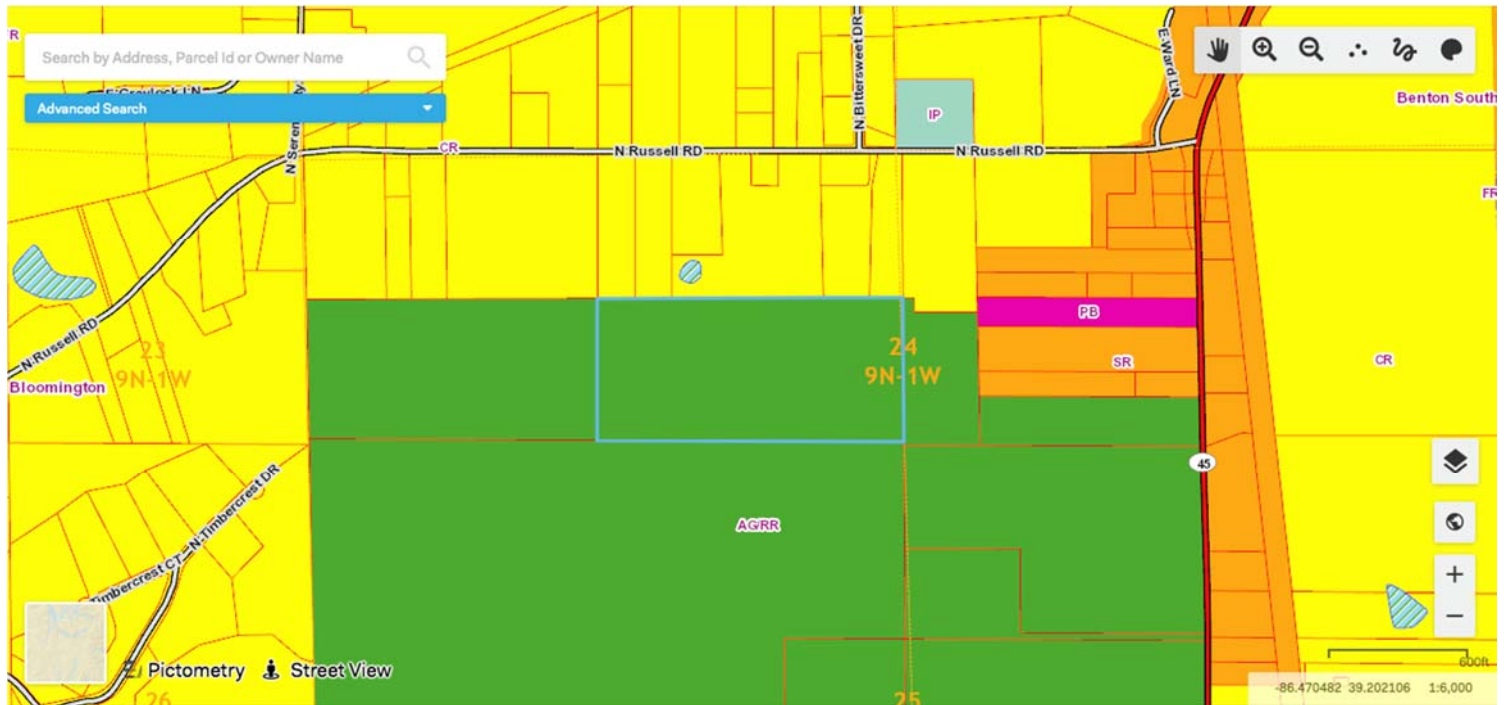 R
Search by Address, Parcel Id or Owner Name
Advanced Search
E Graylock LN
N Seren
ty
CR
N Russell RD
N Bittersweet DR
IP
N Russell RD
E Ward LN
Benton South
FR
PB
SR
CR
N Russell RD
23
9N-1W
Bloomington
24
9N-1W
45
AG/RR
N Timbercrest DR
Timbercrest CT
Pictometry
Street View
26
25
600ft
-86.470482 39.202106 1:6,000